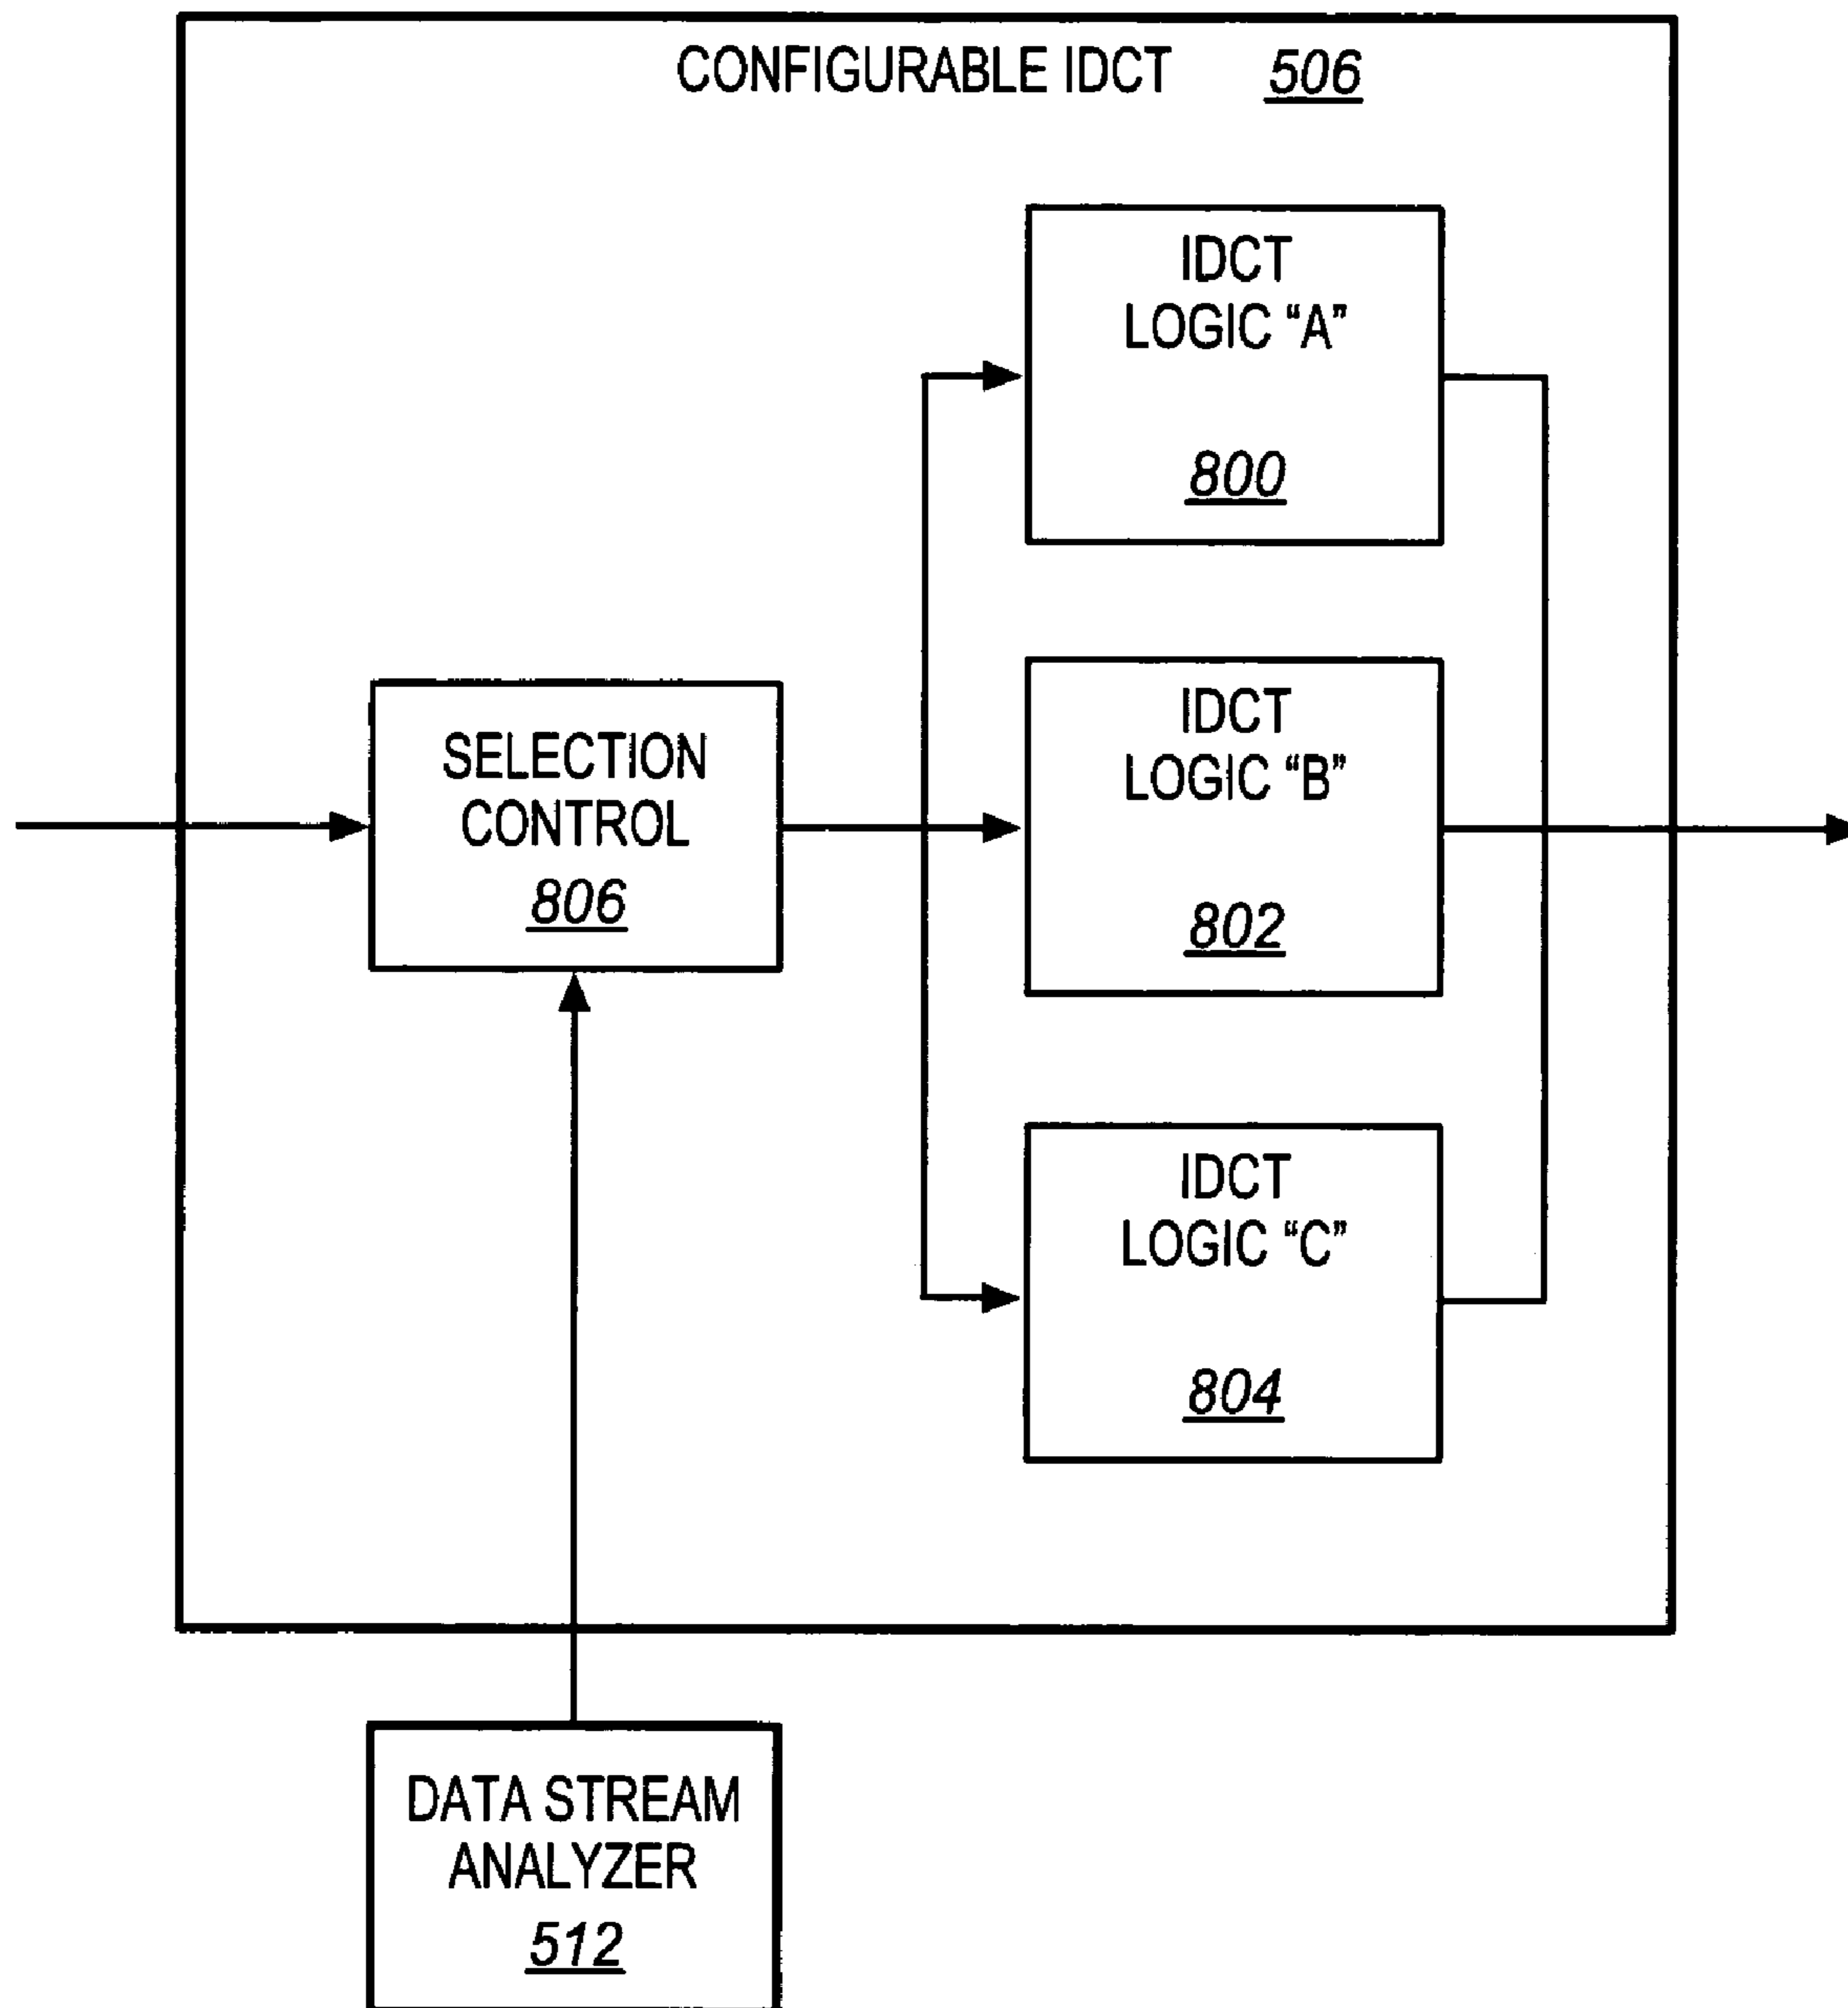 CONFIGURABLE IDCT 506
IDCT
LOGIC “A”
800
SELECTION
CONTROL
806
IDCT
LOGIC “B”
802
IDCT
LOGIC “C”
804
DATA STREAM
ANALYZER
512